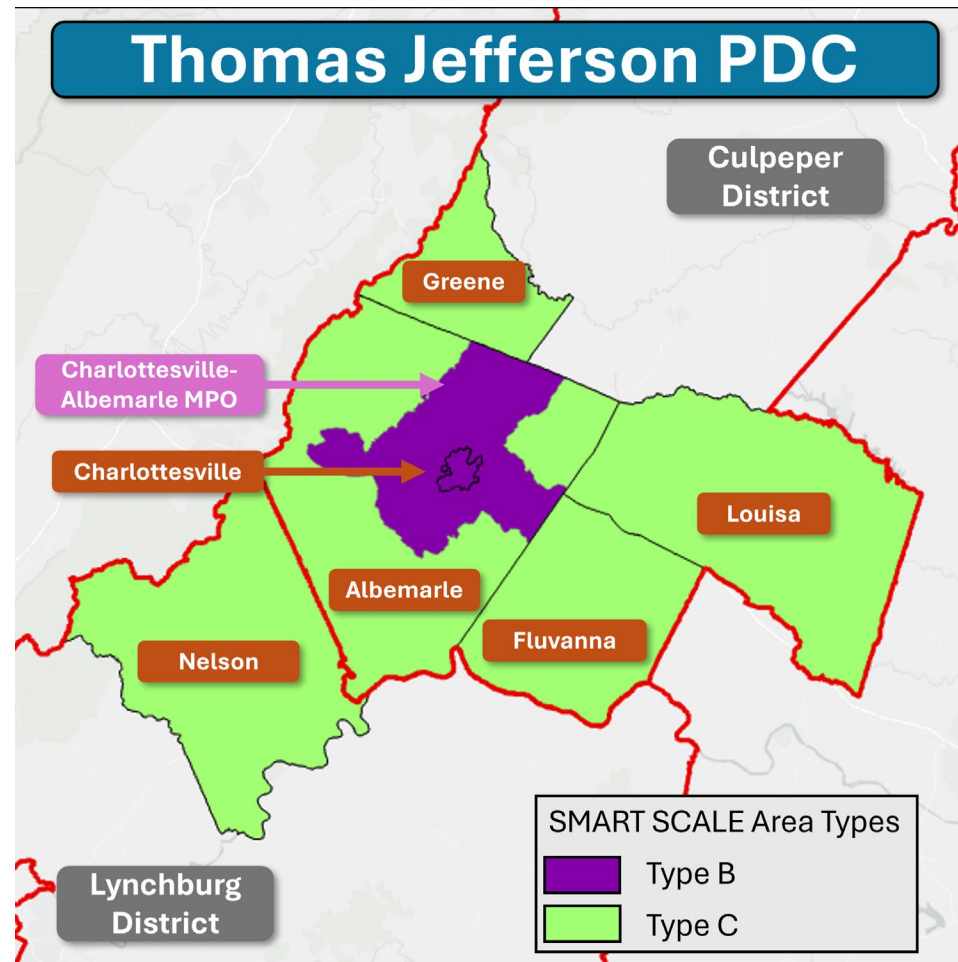 Thomas Jefferson PDC
Culpeper
District
Greene
Charlottesville-
Albemarle MPO
Charlottesville
Louisa
Albemarle
Fluvanna
Nelson
SMART SCALE Area Types
Type B
Type C
Lynchburg
District